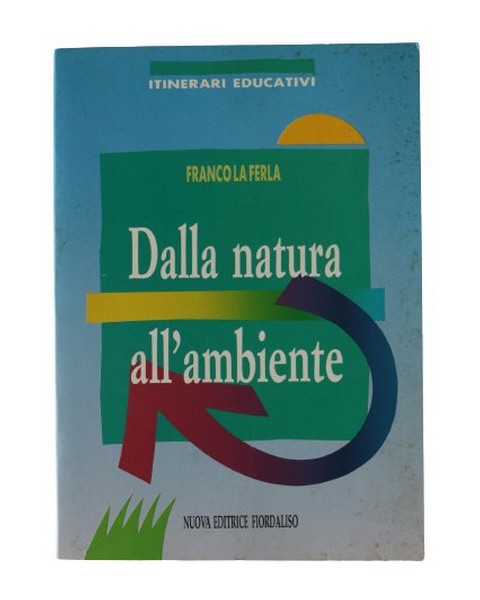 ITINERARI EDUCATIVI
FRANCO LA FERLA
Dalla natura
all'ambiente
NUOVA EDITRICE FIORDALISO